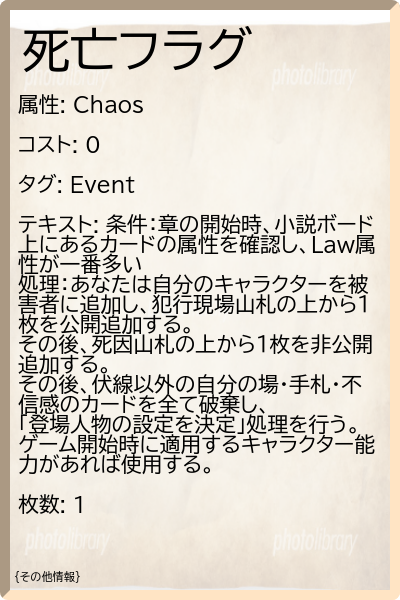 死亡フラグ
属性: Chaos
コスト: 0
タグ: Event
テキスト: 条件：章の開始時、小説ボード
上にあるカードの属性を確認し、Law属
性が一番多い
処理：あなたは自分のキャラクターを被
害者に追加し、犯行現場山札の上から1
枚を公開追加する。
その後、死因山札の上から1枚を非公開
追加する。
その後、伏線以外の自分の場・手札・不
信感のカードを全て破棄し、
「登場人物の設定を決定」処理を行う。
ゲーム開始時に適用するキャラクター能
力があれば使用する。
枚数: 1
photolibrary
photolibrary
photolibrary
photolibrary
{その他情報}